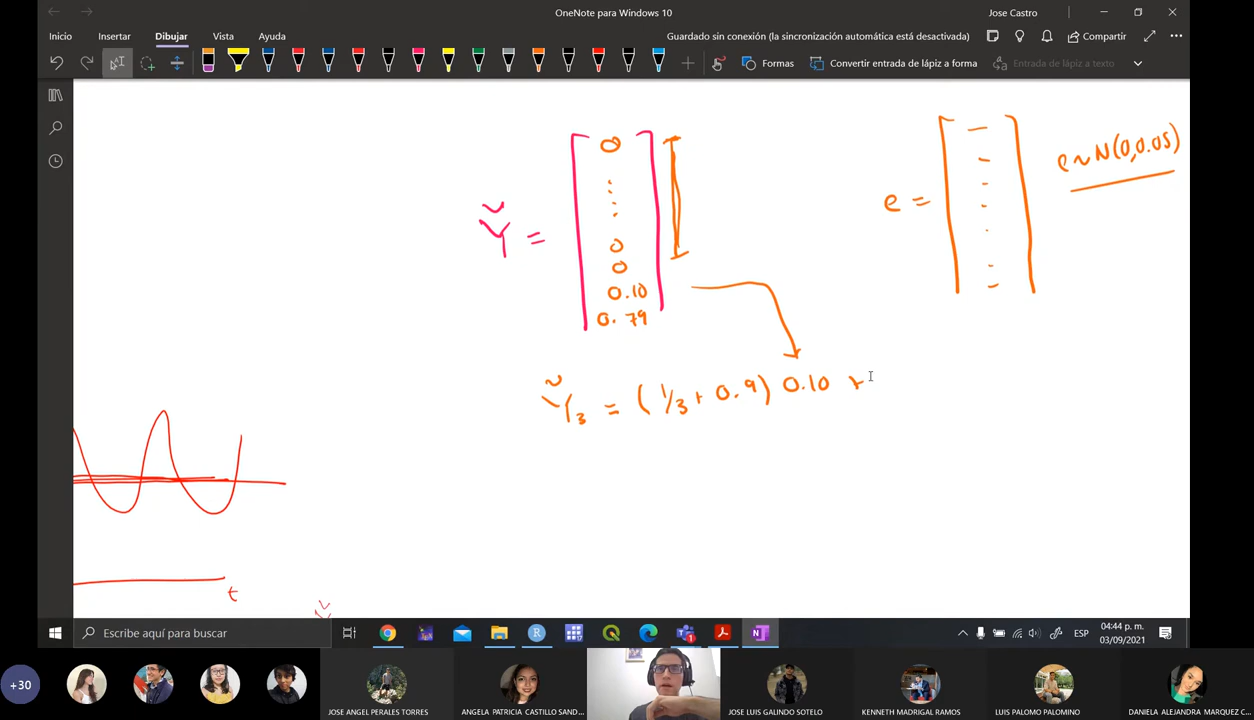 OneNote para Windows 10
Jose Castro
Inicio Insertar Dibujar Vista Ayuda
Guardado sin conexión (la sincronización automática está desactivada)
Compartir
Formas
Convertir entrada de lápiz a forma
Entrada de lápiz a texto
Y =
0
0
0
0.10
0.79
e =
e ~ N(0,0.05)
Y3 = (1/3 + 0.9) 0.10 +
t
Y
Escribe aquí para buscar
ESP
04:44 p. m.
03/09/2021
+30
JOSE ANGEL PERALES TORRES
ANGELA PATRICIA CASTILLO SAND...
JOSE LUIS GALINDO SOTELO
KENNETH MADRIGAL RAMOS
LUIS PALOMO PALOMINO
DANIELA ALEJANDRA MARQUEZ C...